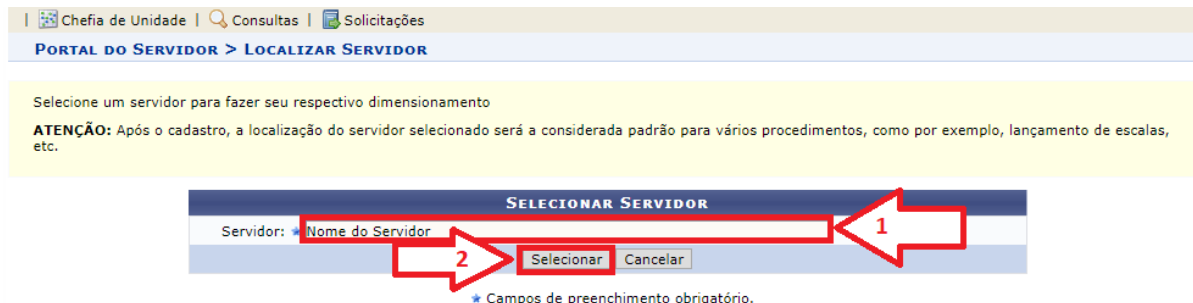 | Chefia de Unidade | Consultas | Solicitações
PORTAL DO SERVIDOR > LOCALIZAR SERVIDOR
Selecione um servidor para fazer seu respectivo dimensionamento
ATENÇÃO: Após o cadastro, a localização do servidor selecionado será a considerada padrão para vários procedimentos, como por exemplo, lançamento de escalas,
etc.
SELECIONAR SERVIDOR
Servidor: ★ Nome do Servidor 1
2 Selecionar Cancelar
★ Campos de preenchimento obrigatório.